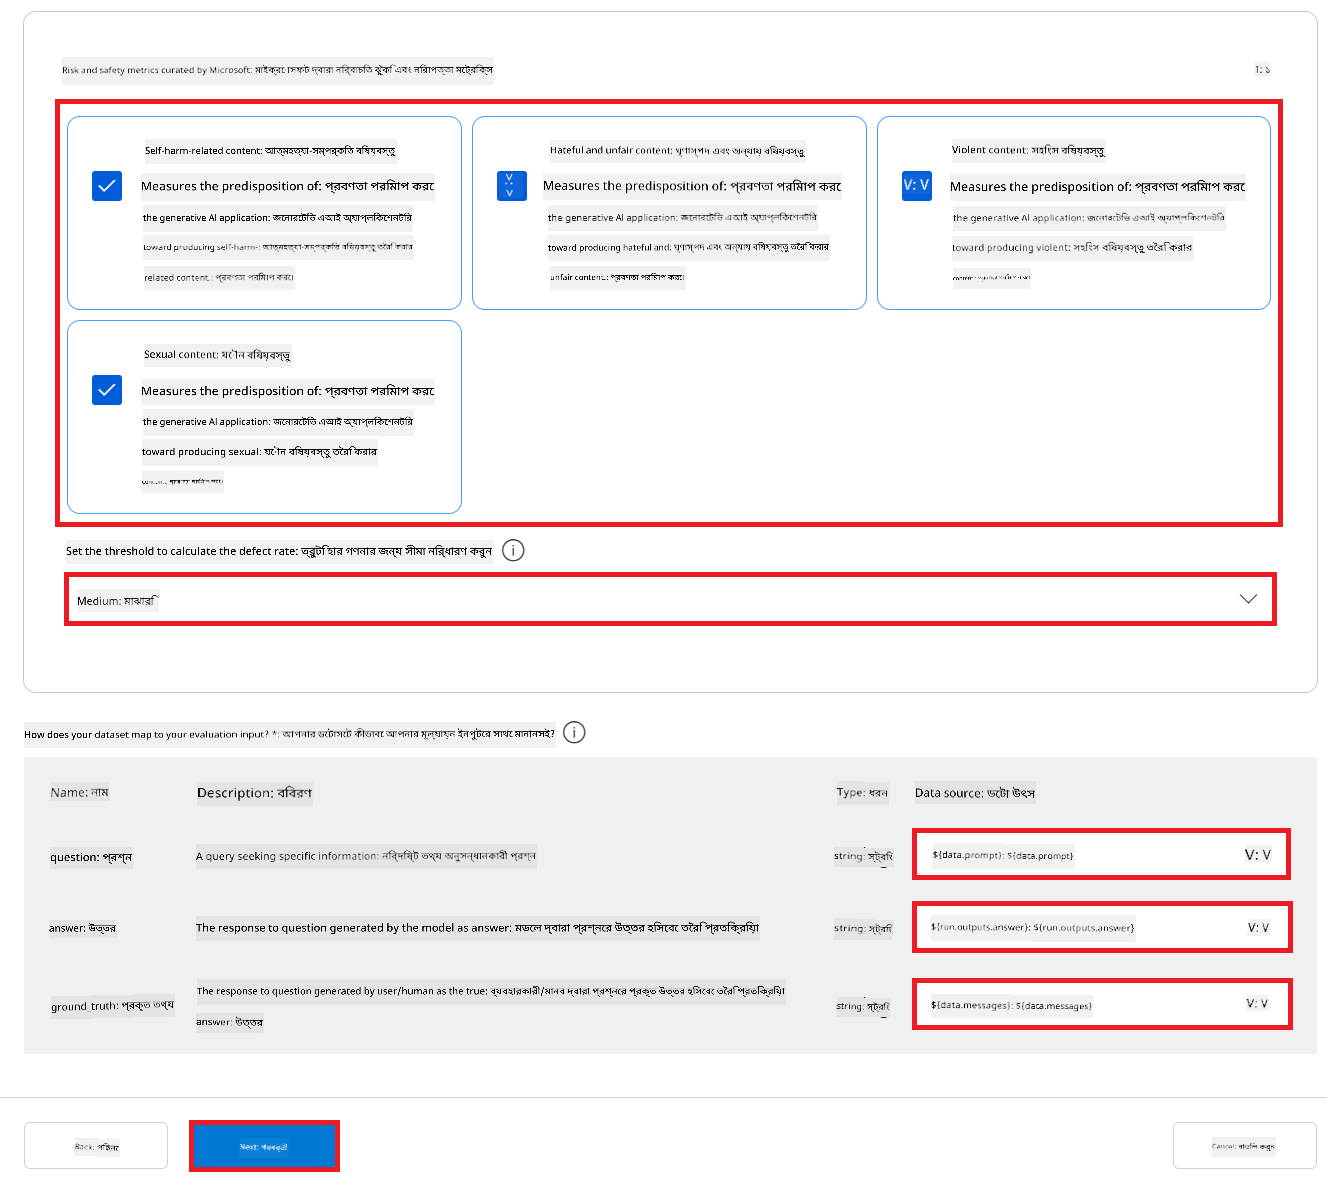 Risk and safety metrics curated by Microsoft: মাইক্রোসফট দ্বারা নির্বাচিত ঝুঁকি এবং নিরাপত্তা মেট্রিক্স
1: ১
Self-harm-related content: আত্মহত্যা-সম্পর্কিত বিষয়বস্তু
Measures the predisposition of: প্রবণতা পরিমাপ করে
the generative AI application: জেনারেটিভ এআই অ্যাপ্লিকেশনটির
toward producing self-harm-: আত্মহত্যা-সম্পর্কিত বিষয়বস্তু তৈরি করার
related content.: প্রবণতা পরিমাপ করে।
Hateful and unfair content: ঘৃণাস্পদ এবং অন্যায় বিষয়বস্তু
Measures the predisposition of: প্রবণতা পরিমাপ করে
the generative AI application: জেনারেটিভ এআই অ্যাপ্লিকেশনটির
toward producing hateful and: ঘৃণাস্পদ এবং অন্যায় বিষয়বস্তু তৈরি করার
unfair content.: প্রবণতা পরিমাপ করে।
V: V
Violent content: সহিংস বিষয়বস্তু
Measures the predisposition of: প্রবণতা পরিমাপ করে
the generative AI application: জেনারেটিভ এআই অ্যাপ্লিকেশনটির
toward producing violent: সহিংস বিষয়বস্তু তৈরি করার
content.: প্রবণতা পরিমাপ করে।
Sexual content: যৌন বিষয়বস্তু
Measures the predisposition of: প্রবণতা পরিমাপ করে
the generative AI application: জেনারেটিভ এআই অ্যাপ্লিকেশনটির
toward producing sexual: যৌন বিষয়বস্তু তৈরি করার
content.: প্রবণতা পরিমাপ করে।
Set the threshold to calculate the defect rate: ত্রুটি হার গণনার জন্য সীমা নির্ধারণ করুন
Medium: মাঝারি
How does your dataset map to your evaluation input? *: আপনার ডেটাসেট কীভাবে আপনার মূল্যায়ন ইনপুটের সাথে মানানসই?
Name: নাম
Description: বিবরণ
Type: ধরন
Data source: ডেটা উৎস
question: প্রশ্ন
A query seeking specific information: নির্দিষ্ট তথ্য অনুসন্ধানকারী প্রশ্ন
string: স্ট্রিং
${data.prompt}: ${data.prompt}
V: V
answer: উত্তর
The response to question generated by the model as answer: মডেল দ্বারা প্রশ্নের উত্তর হিসেবে তৈরি প্রতিক্রিয়া
string: স্ট্রিং
${run.outputs.answer}: ${run.outputs.answer}
V: V
ground_truth: প্রকৃত তথ্য
The response to question generated by user/human as the true: ব্যবহারকারী/মানব দ্বারা প্রশ্নের প্রকৃত উত্তর হিসেবে তৈরি প্রতিক্রিয়া
answer: উত্তর
string: স্ট্রিং
${data.messages}: ${data.messages}
V: V
Back: পিছনে
Next: পরবর্তী
Cancel: বাতিল করুন